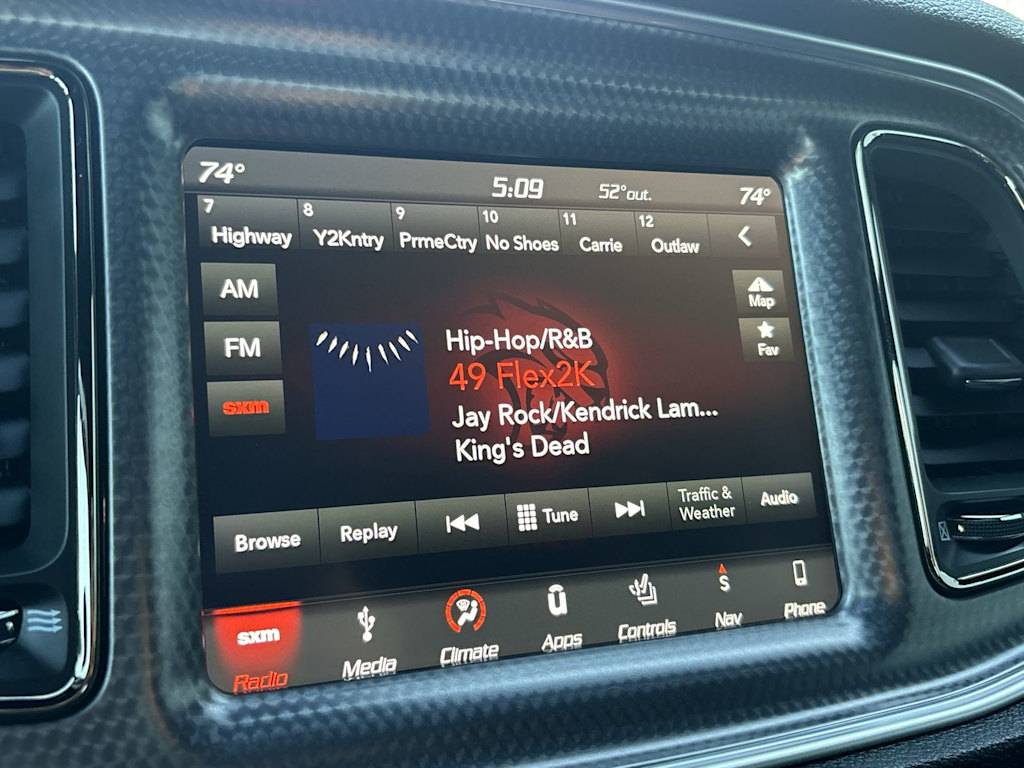 74°
5:09
52°out.
74°
7 Highway
8 Y2Kntry
9 PrmeCtry
10 No Shoes
11 Carrie
12 Outlaw
AM
FM
sxm
Map
Fav
Hip-Hop/R&B
49 Flex2K
Jay Rock/Kendrick Lam...
King's Dead
Browse
Replay
Tune
Traffic &
Weather
Audio
sxm
Radio
Media
Climate
û
Apps
Controls
S
Nav
Phone